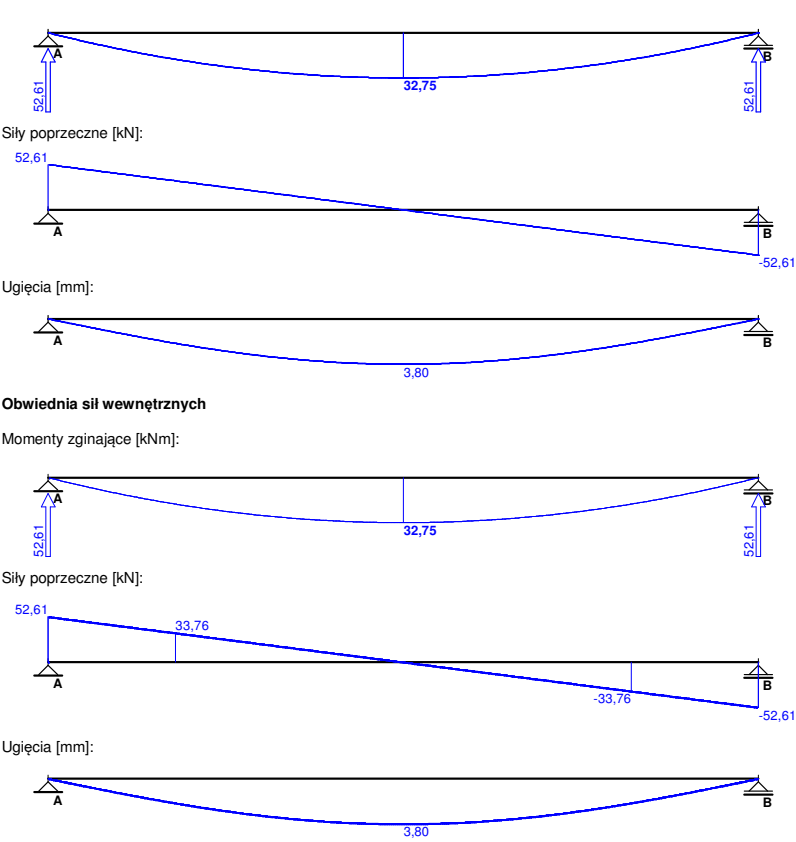 A
B
52,61
32,75
52,61
Siły poprzeczne [kN]:
52,61
A
B
-52,61
Ugięcia [mm]:
A
B
3,80
Obwiednia sił wewnętrznych
Momenty zginające [kNm]:
A
B
52,61
32,75
52,61
Siły poprzeczne [kN]:
52,61
33,76
A
B
-33,76
-52,61
Ugięcia [mm]:
A
B
3,80